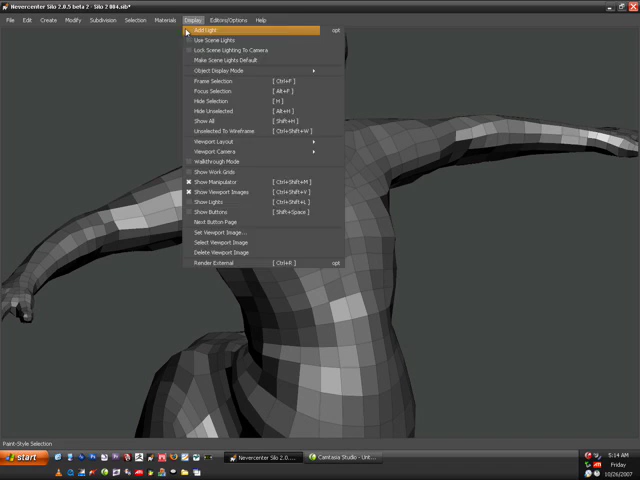 Nevercenter Silo 2.0.5 beta 2 - Silo 2 004.sib*
File Edit Create Modify Subdivision Selection Materials Display Editors/Options Help
Add Light opt
Use Scene Lights
Lock Scene Lighting To Camera
Make Scene Lights Default
Object Display Mode
Frame Selection [ Ctrl+F ]
Focus Selection [ Alt+F ]
Hide Selection [ H ]
Hide Unselected [ Alt+H ]
Show All [ Shift+H ]
Unselected To Wireframe [ Ctrl+Shift+W ]
Viewport Layout
Viewport Camera
Walkthrough Mode
Show Work Grids
Show Manipulator [ Ctrl+Shift+M ]
Show Viewport Images [ Ctrl+Shift+V ]
Show Lights [ Ctrl+Shift+L ]
Show Buttons [ Shift+Space ]
Next Button Page
Set Viewport Image...
Select Viewport Image
Delete Viewport Image
Render External [ Ctrl+R ] opt
Paint-Style Selection
start
Nevercenter Silo 2.0...
Camtasia Studio - Unt...
5:14 AM
Friday
10/26/2007